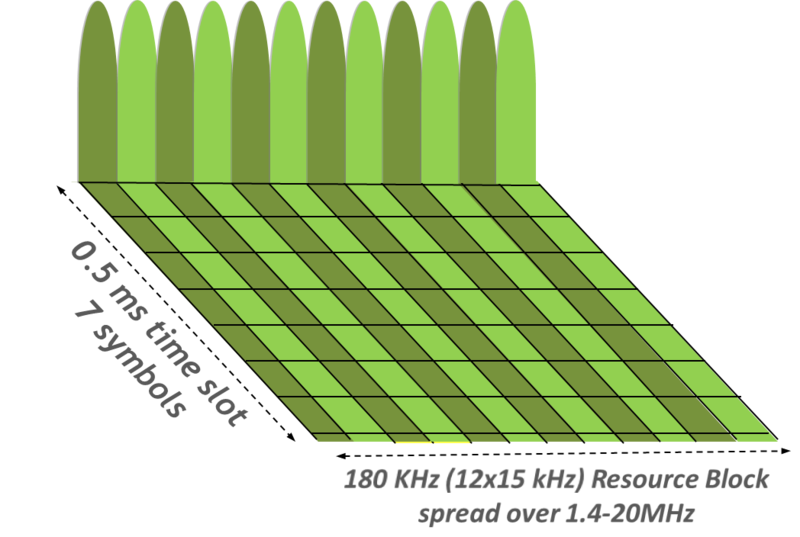 0.5 ms time slot
7 symbols
180 KHz (12x15 kHz) Resource Block
spread over 1.4-20MHz